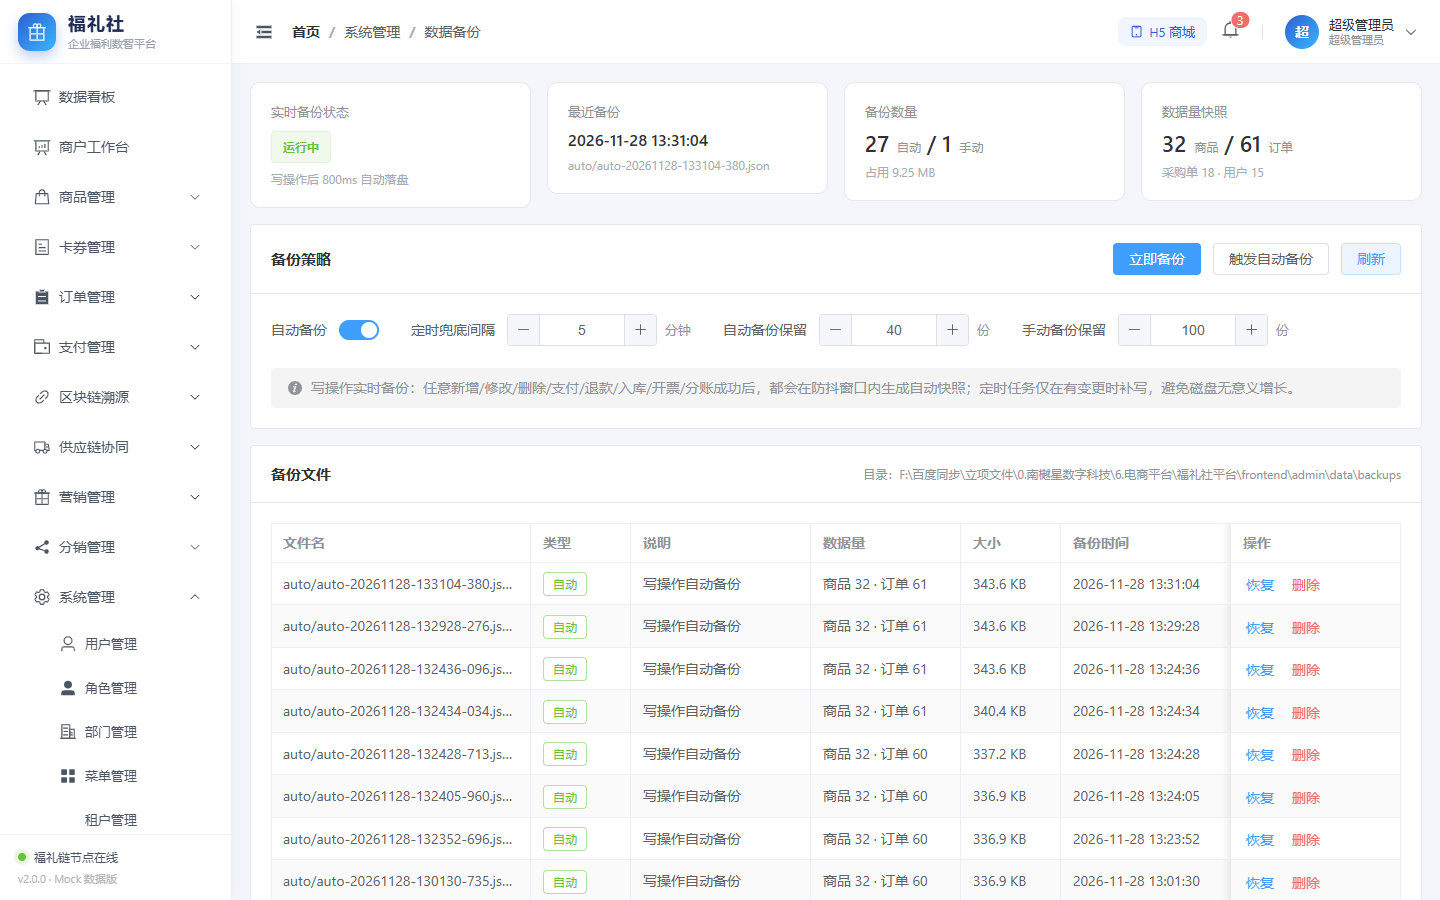 福礼社
企业福利数智平台
数据看板
商户工作台
商品管理
卡券管理
订单管理
支付管理
区块链溯源
供应链协同
营销管理
分销管理
系统管理
用户管理
角色管理
部门管理
菜单管理
租户管理
福礼链节点在线
v2.0.0 · Mock 数据版
首页 / 系统管理 / 数据备份
H5 商城
3
超
超级管理员
超级管理员
实时备份状态
运行中
写操作后 800ms 自动落盘
最近备份
2026-11-28 13:31:04
auto/auto-20261128-133104-380.json
备份数量
27 自动 / 1 手动
占用 9.25 MB
数据量快照
32 商品 / 61 订单
采购单 18 · 用户 15
备份策略
立即备份
触发自动备份
刷新
自动备份
定时兜底间隔 5 分钟
自动备份保留 40 份
手动备份保留 100 份
写操作实时备份：任意新增/修改/删除/支付/退款/入库/开票/分账成功后，都会在防抖窗口内生成自动快照；定时任务仅在有变更时补写，避免磁盘无意义增长。
备份文件
目录：F:\百度同步\立项文件\0.南樾星数字科技\6.电商平台\福礼社平台\frontend\admin\data\backups
文件名 类型 说明 数据量 大小 备份时间 操作
auto/auto-20261128-133104-380.js... 自动 写操作自动备份 商品 32 · 订单 61 343.6 KB 2026-11-28 13:31:04 恢复 删除
auto/auto-20261128-132928-276.js... 自动 写操作自动备份 商品 32 · 订单 61 343.6 KB 2026-11-28 13:29:28 恢复 删除
auto/auto-20261128-132436-096.js... 自动 写操作自动备份 商品 32 · 订单 61 343.6 KB 2026-11-28 13:24:36 恢复 删除
auto/auto-20261128-132434-034.js... 自动 写操作自动备份 商品 32 · 订单 61 340.4 KB 2026-11-28 13:24:34 恢复 删除
auto/auto-20261128-132428-713.js... 自动 写操作自动备份 商品 32 · 订单 60 337.2 KB 2026-11-28 13:24:28 恢复 删除
auto/auto-20261128-132405-960.js... 自动 写操作自动备份 商品 32 · 订单 60 336.9 KB 2026-11-28 13:24:05 恢复 删除
auto/auto-20261128-132352-696.js... 自动 写操作自动备份 商品 32 · 订单 60 336.9 KB 2026-11-28 13:23:52 恢复 删除
auto/auto-20261128-130130-735.js... 自动 写操作自动备份 商品 32 · 订单 60 336.9 KB 2026-11-28 13:01:30 恢复 删除